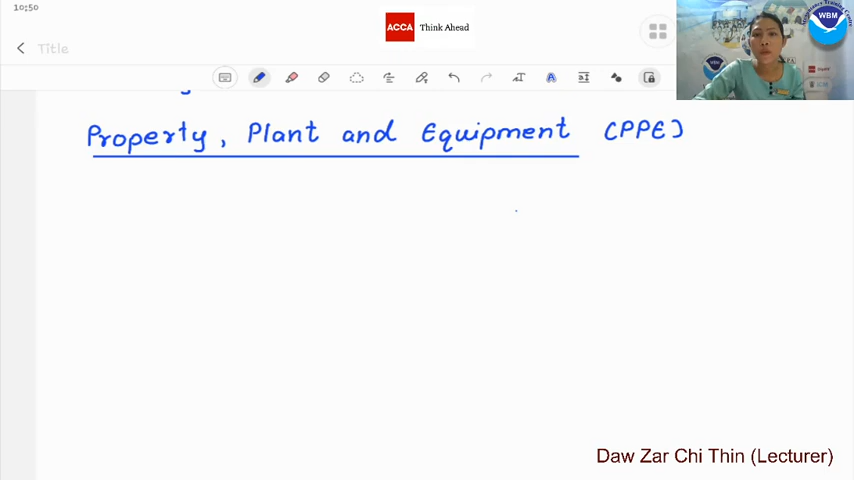 10:50
ACCA Think Ahead
Title
WBM
Property, Plant and Equipment (PPE)
Daw Zar Chi Thin (Lecturer)